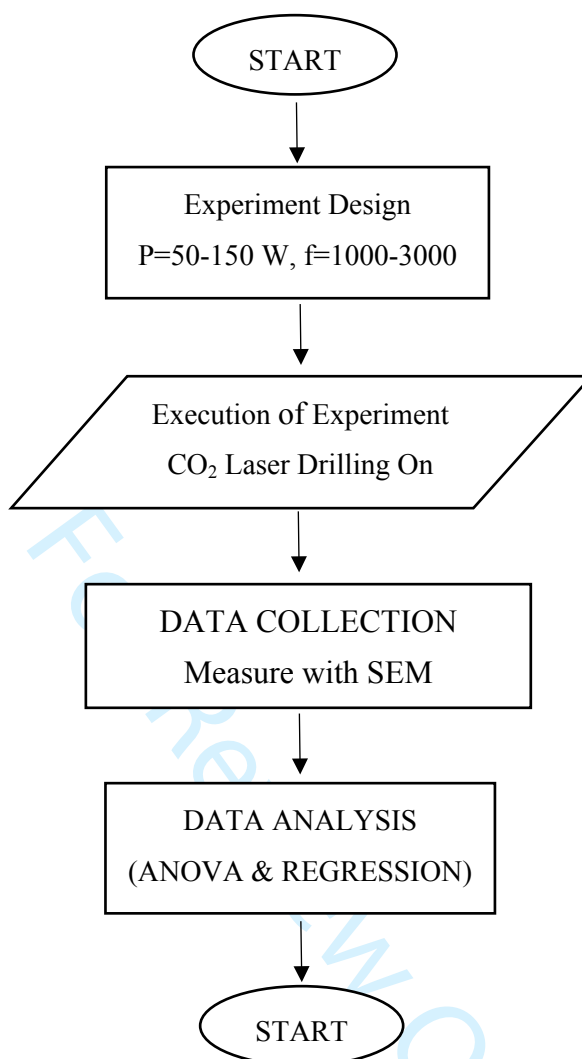 START
Experiment Design
P=50-150 W, f=1000-3000
Execution of Experiment
CO₂ Laser Drilling On
DATA COLLECTION
Measure with SEM
DATA ANALYSIS
(ANOVA & REGRESSION)
START